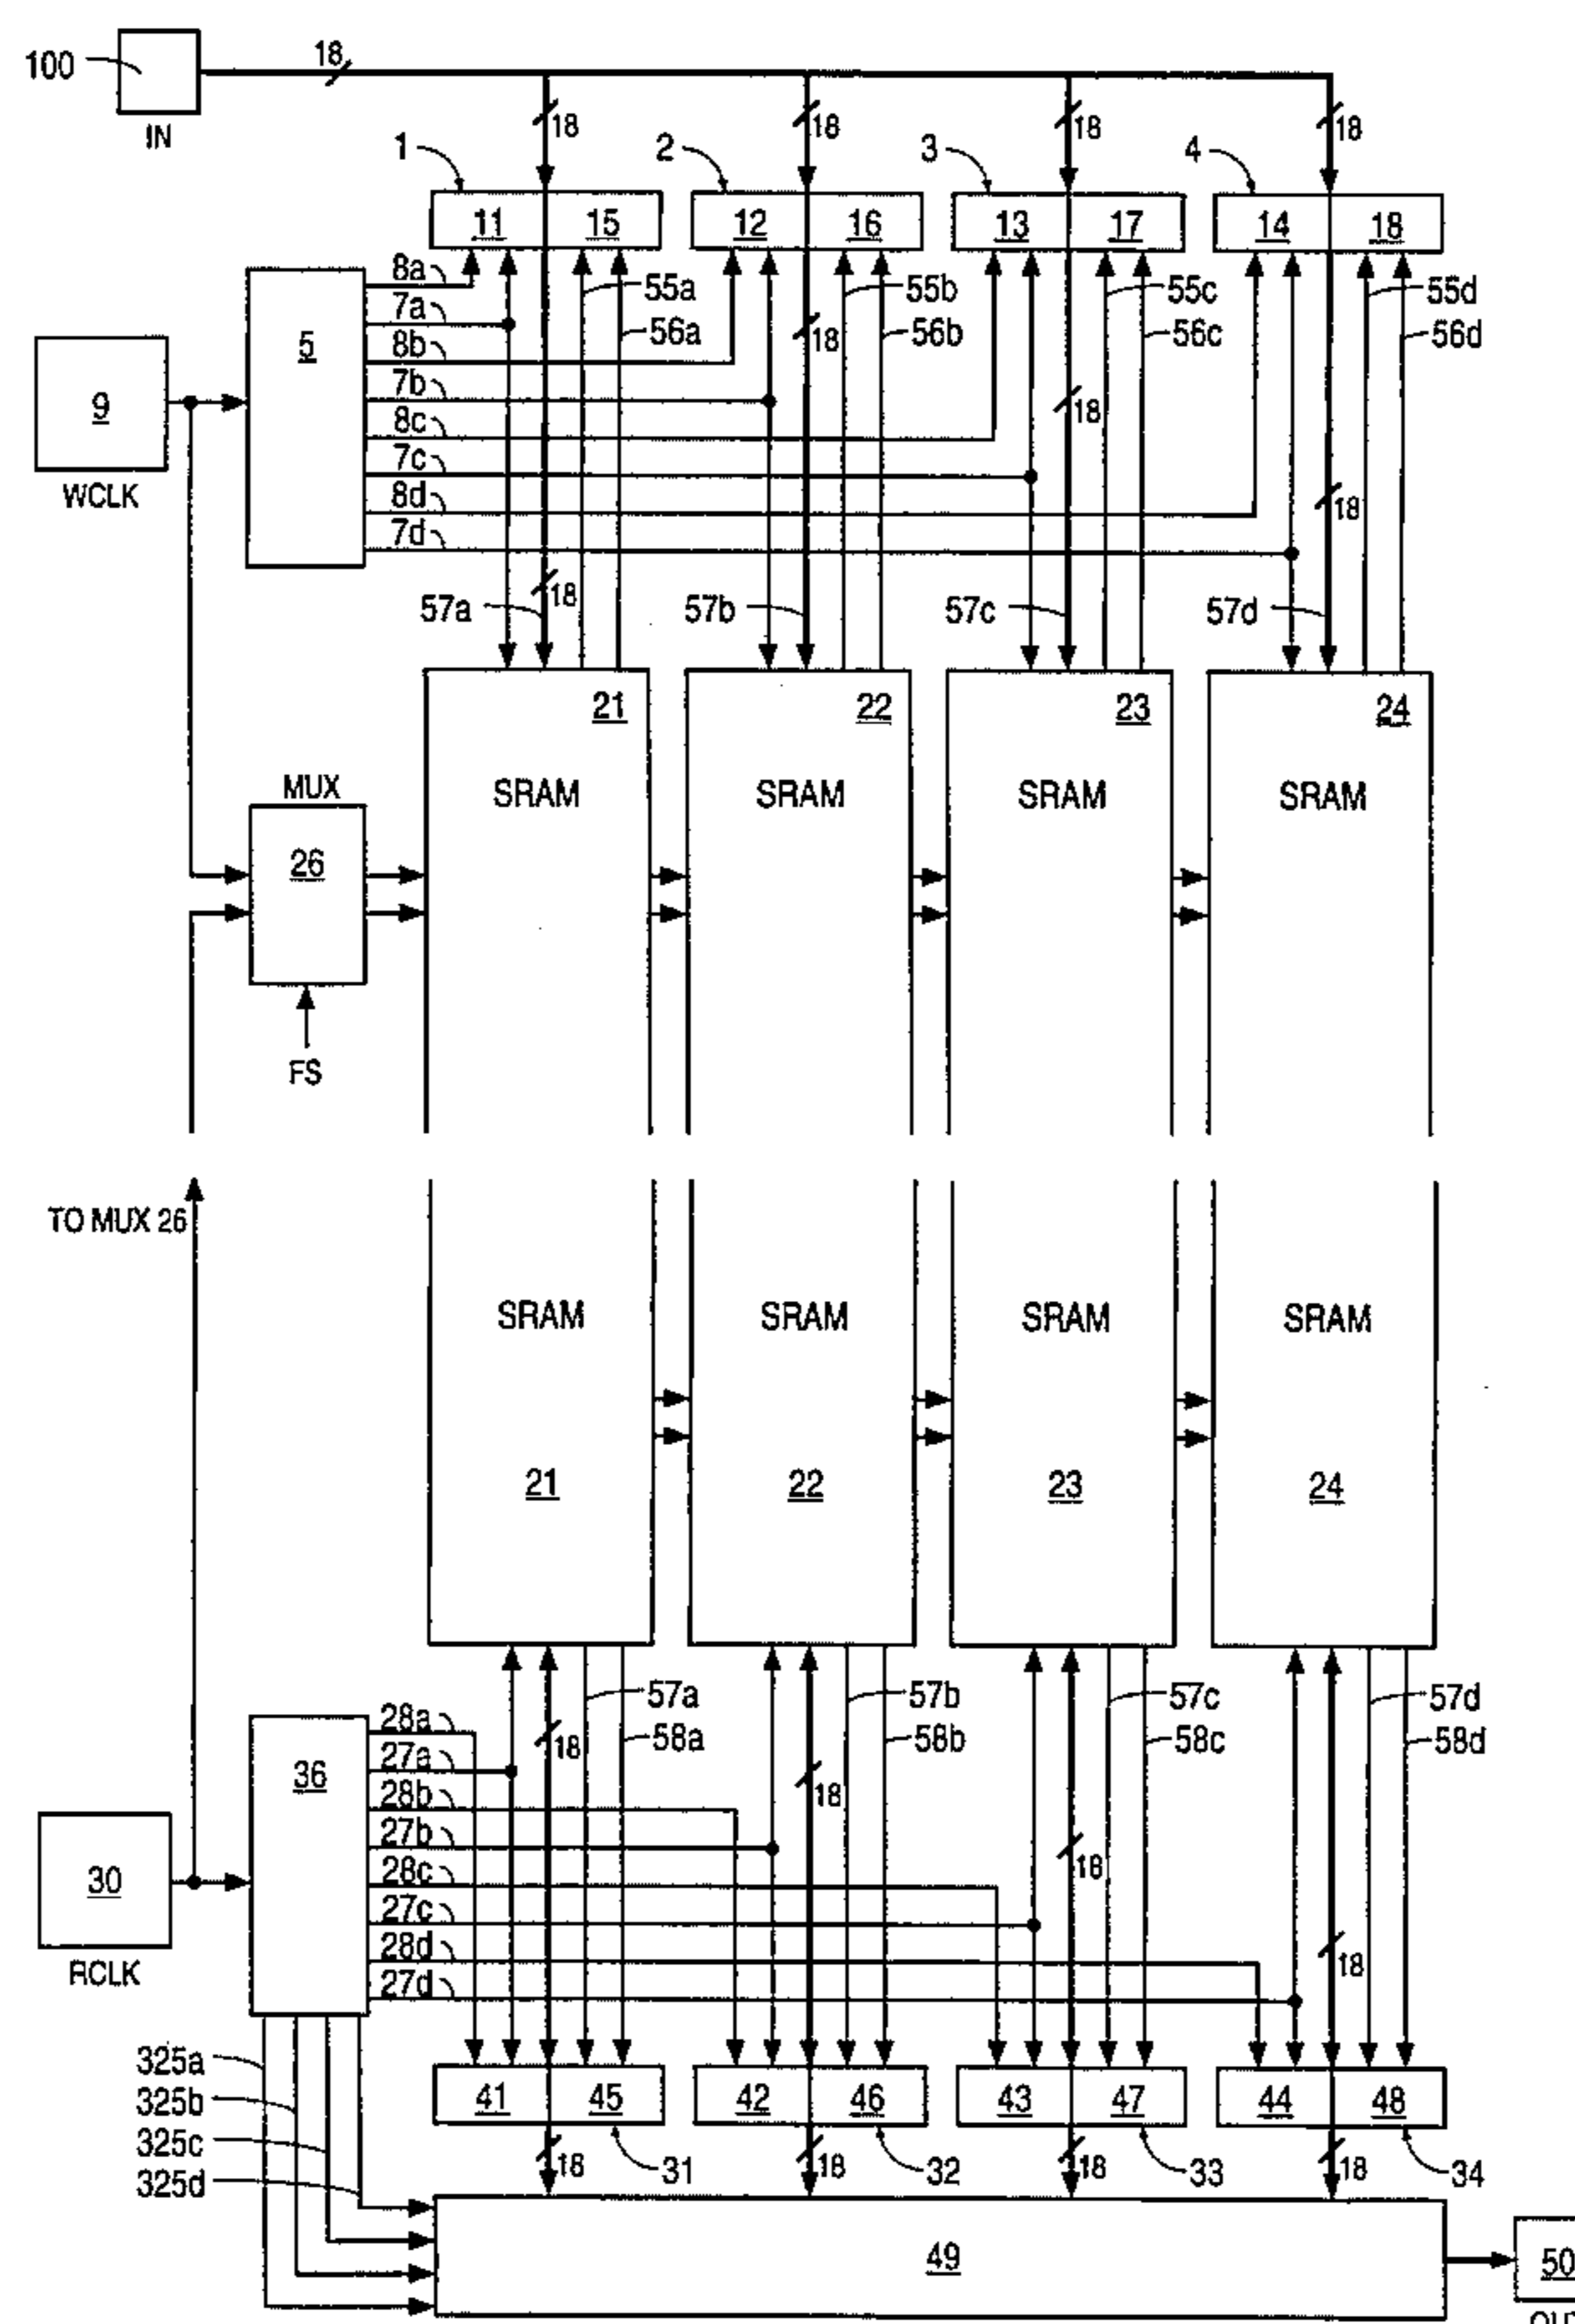 100
18
IN
18
18
18
18
1
2
3
4
11 15
12 16
13 17
14 18
8a
7a
8b
7b
8c
7c
8d
7d
5
9
WCLK
55a
56a
55b
56b
55c
56c
55d
56d
18
18
18
18
57a
57b
57c
57d
21
22
23
24
SRAM
SRAM
SRAM
SRAM
MUX
26
FS
TO MUX 26
SRAM
SRAM
SRAM
SRAM
21
22
23
24
28a
27a
28b
27b
28c
27c
28d
27d
36
30
RCLK
57a
58a
57b
58b
57c
58c
57d
58d
18
18
18
18
325a
325b
325c
325d
41 45
42 46
43 47
44 48
18
18
18
18
31
32
33
34
49
50